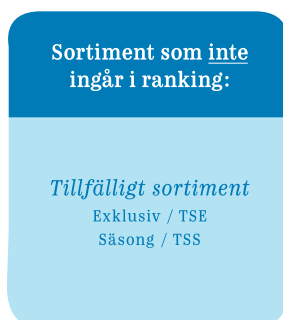 Sortiment som inte
ingår i ranking:
Tillfälligt sortiment
Exklusiv / TSE
Säsong / TSS